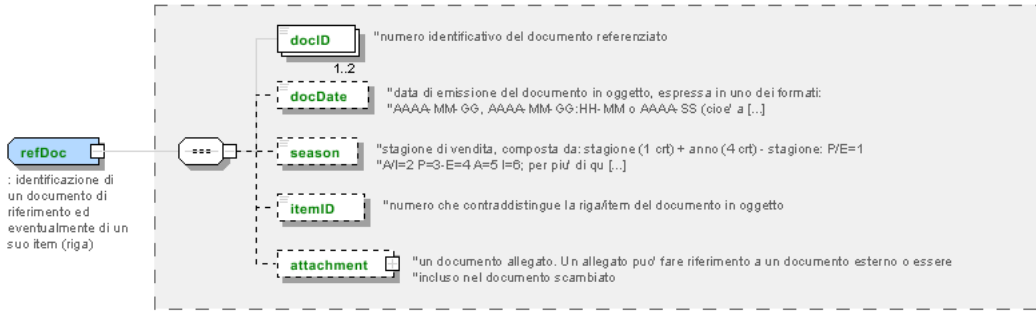 docID
"numero identificativo del documento referenziato
1..2
docDate
"data di emissione del documento in oggetto, espressa in uno dei formati:
"AAAA-MM-GG, AAAA-MM-GG:HH-MM o AAAA-SS (cioe' a [...]
refDoc
: identificazione di
un documento di
riferimento ed
eventualmente di un
suo item (riga)
season
"stagione di vendita, composta da: stagione (1 crt) + anno (4 crt) - stagione: P/E=1
"A/I=2 P=3-E=4 A=5 I=6; per piu' di qu [...]
itemID
"numero che contraddistingue la riga/item del documento in oggetto
attachment
"un documento allegato. Un allegato puo' fare riferimento a un documento esterno o essere
"incluso nel documento scambiato